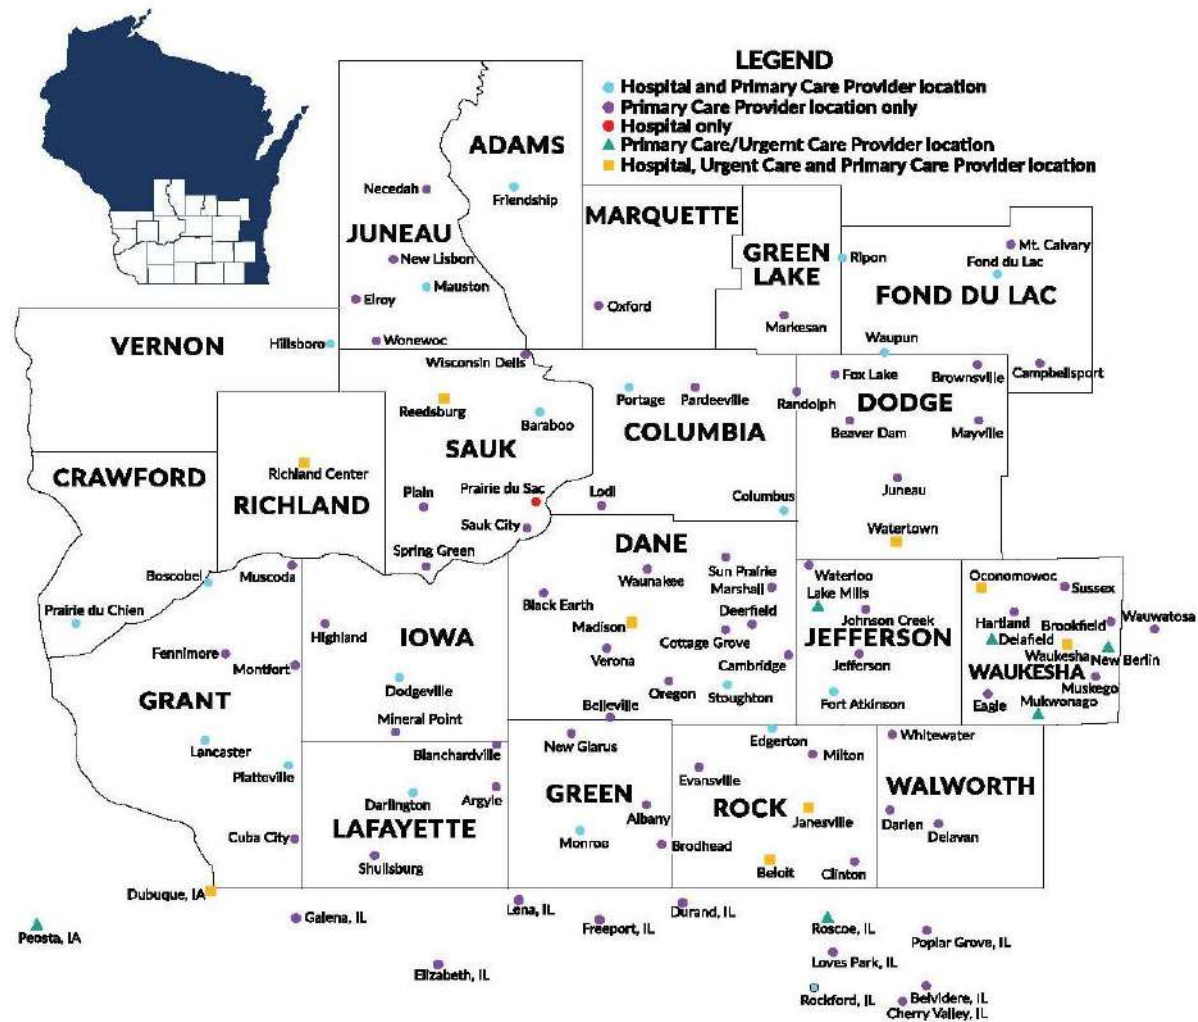 LEGEND
Hospital and Primary Care Provider location
Primary Care Provider location only
Hospital only
Primary Care/Urgernt Care Provider location
Hospital, Urgent Care and Primary Care Provider location
ADAMS
Necedah
Friendship
MARQUETTE
JUNEAU
GREEN
LAKE
Mt. Calvary
New Lisbon
Ripon
Fond du Lac
Mauston
FOND DU LAC
Elroy
Oxford
Markesan
VERNON
Hillsboro
Wonewoc
Waupun
Wisconsin Dells
Fox Lake
Brownsville
Campbellsport
Reedsburg
Baraboo
Portage
Pardeeville
Randolph
DODGE
SAUK
COLUMBIA
Beaver Dam
Mayville
CRAWFORD
Richland Center
RICHLAND
Plain
Prairie du Sac
Lodi
Columbus
Juneau
Sauk City
Watertown
Spring Green
DANE
Boscobel
Muscoda
Waunakee
Sun Prairie
Marshall
Waterloo
Lake Mills
Oconomowoc
Sussex
Prairie du Chien
Black Earth
Deerfield
Johnson Creek
Hartland
Brookfield
Wauwatosa
Highland
IOWA
Madison
Cottage Grove
JEFFERSON
Delafield
Fennimore
Montfort
Verona
Cambridge
Jefferson
Waukesha
New Berlin
WAUKESHA
Muskego
GRANT
Dodgeville
Oregon
Stoughton
Fort Atkinson
Eagle
Mukwonago
Mineral Point
Belleville
Lancaster
Blanchardville
New Glarus
Edgerton
Milton
Whitewater
Platteville
Evansville
WALWORTH
Darlington
Argyle
GREEN
Albany
ROCK
Janesville
Darien
Delavan
Cuba City
LAFAYETTE
Monroe
Brodhead
Shullsburg
Beloit
Clinton
Dubuque, IA
Galena, IL
Lena, IL
Freeport, IL
Durand, IL
Peosta, IA
Roscoe, IL
Poplar Grove, IL
Elizabeth, IL
Loves Park, IL
Rockford, IL
Belvidere, IL
Cherry Valley, IL